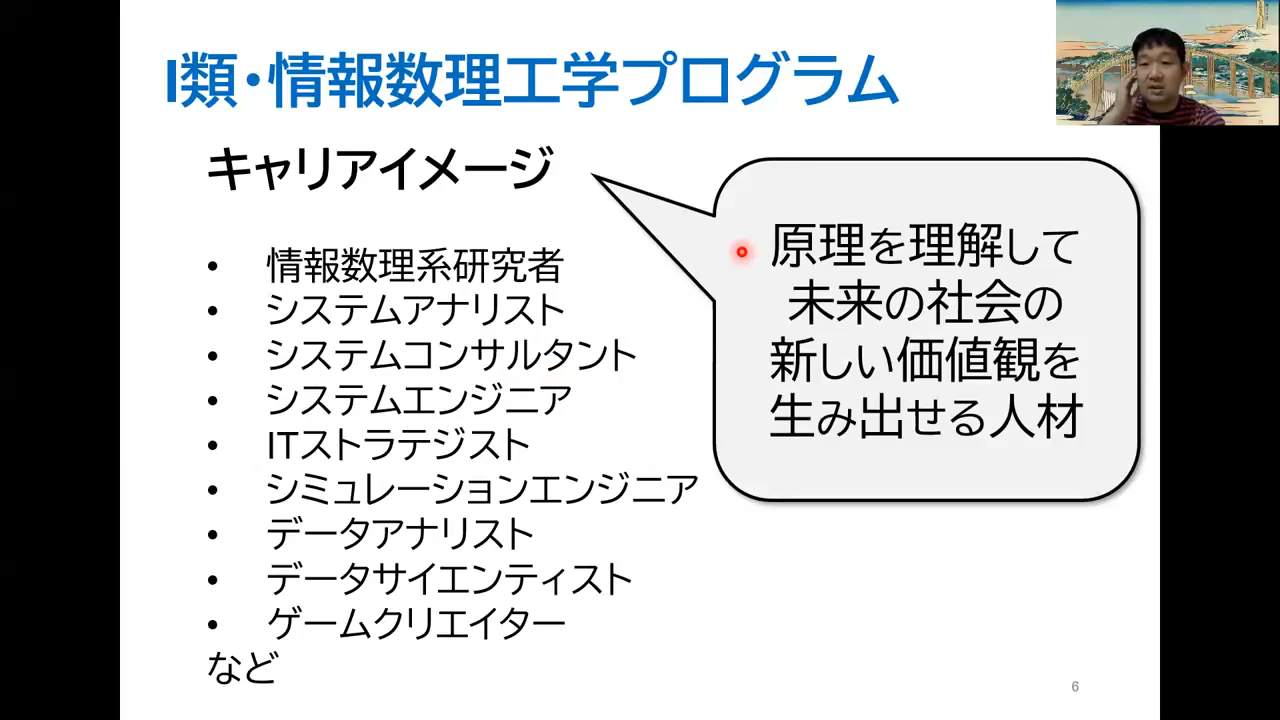 I類・情報数理工学プログラム
キャリアイメージ
• 情報数理系研究者
• システムアナリスト
• システムコンサルタント
• システムエンジニア
• ITストラテジスト
• シミュレーションエンジニア
• データアナリスト
• データサイエンティスト
• ゲームクリエイター
など
原理を理解して
未来の社会の
新しい価値観を
生み出せる人材
6